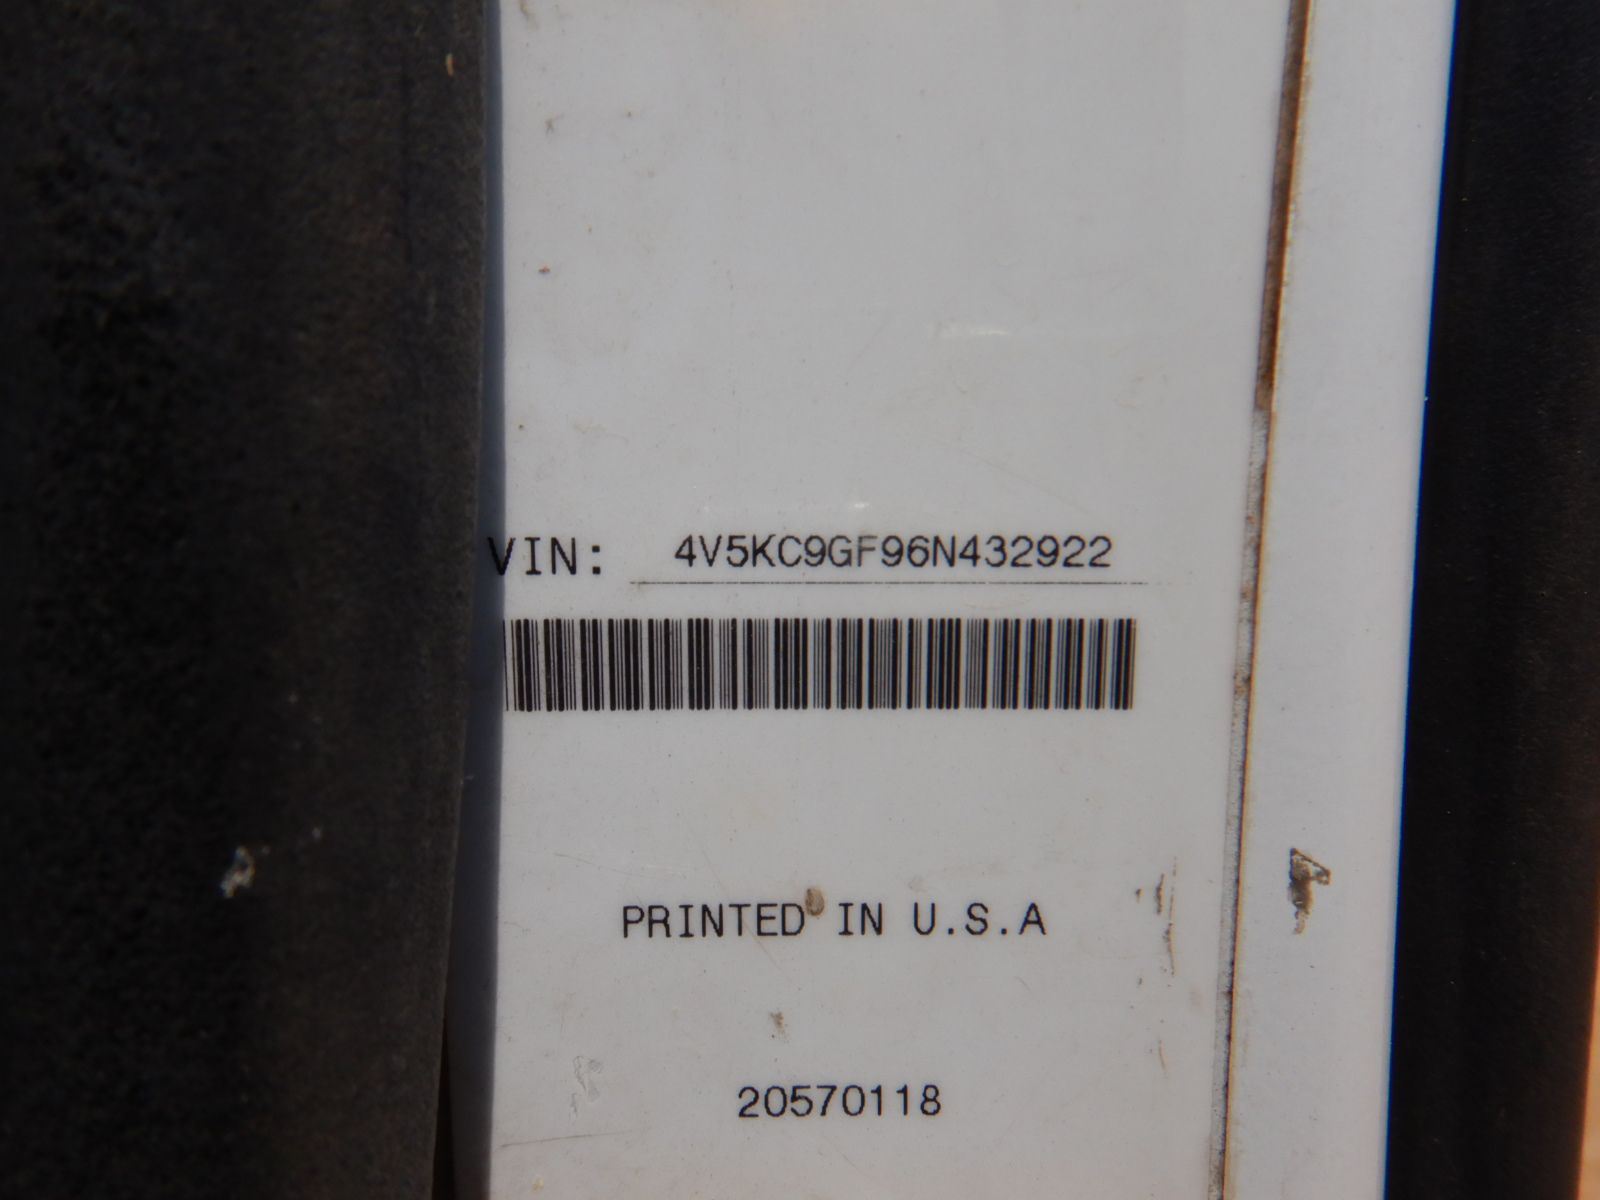 VIN: 4V5KC9GF96N432922
PRINTED IN U.S.A
20570118